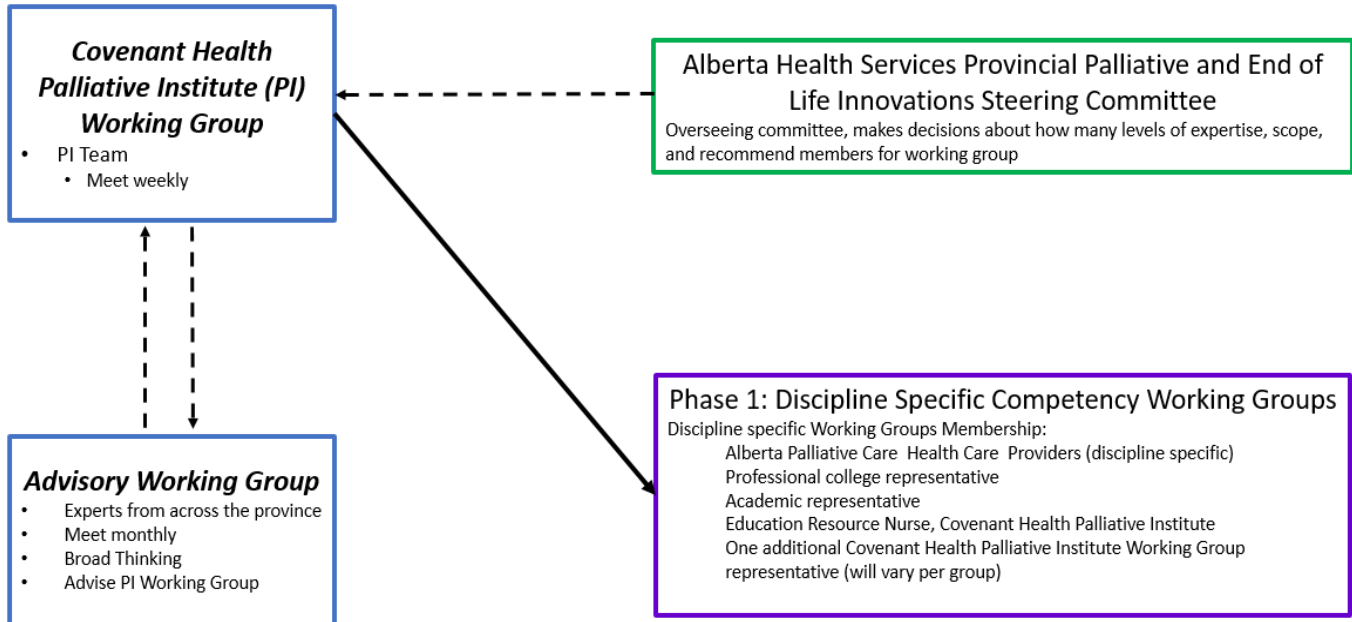 Covenant Health
Palliative Institute (PI)
Working Group
• PI Team
• Meet weekly
Alberta Health Services Provincial Palliative and End of
Life Innovations Steering Committee
Overseeing committee, makes decisions about how many levels of expertise, scope,
and recommend members for working group
Advisory Working Group
• Experts from across the province
• Meet monthly
• Broad Thinking
• Advise PI Working Group
Phase 1: Discipline Specific Competency Working Groups
Discipline specific Working Groups Membership:
Alberta Palliative Care Health Care Providers (discipline specific)
Professional college representative
Academic representative
Education Resource Nurse, Covenant Health Palliative Institute
One additional Covenant Health Palliative Institute Working Group
representative (will vary per group)